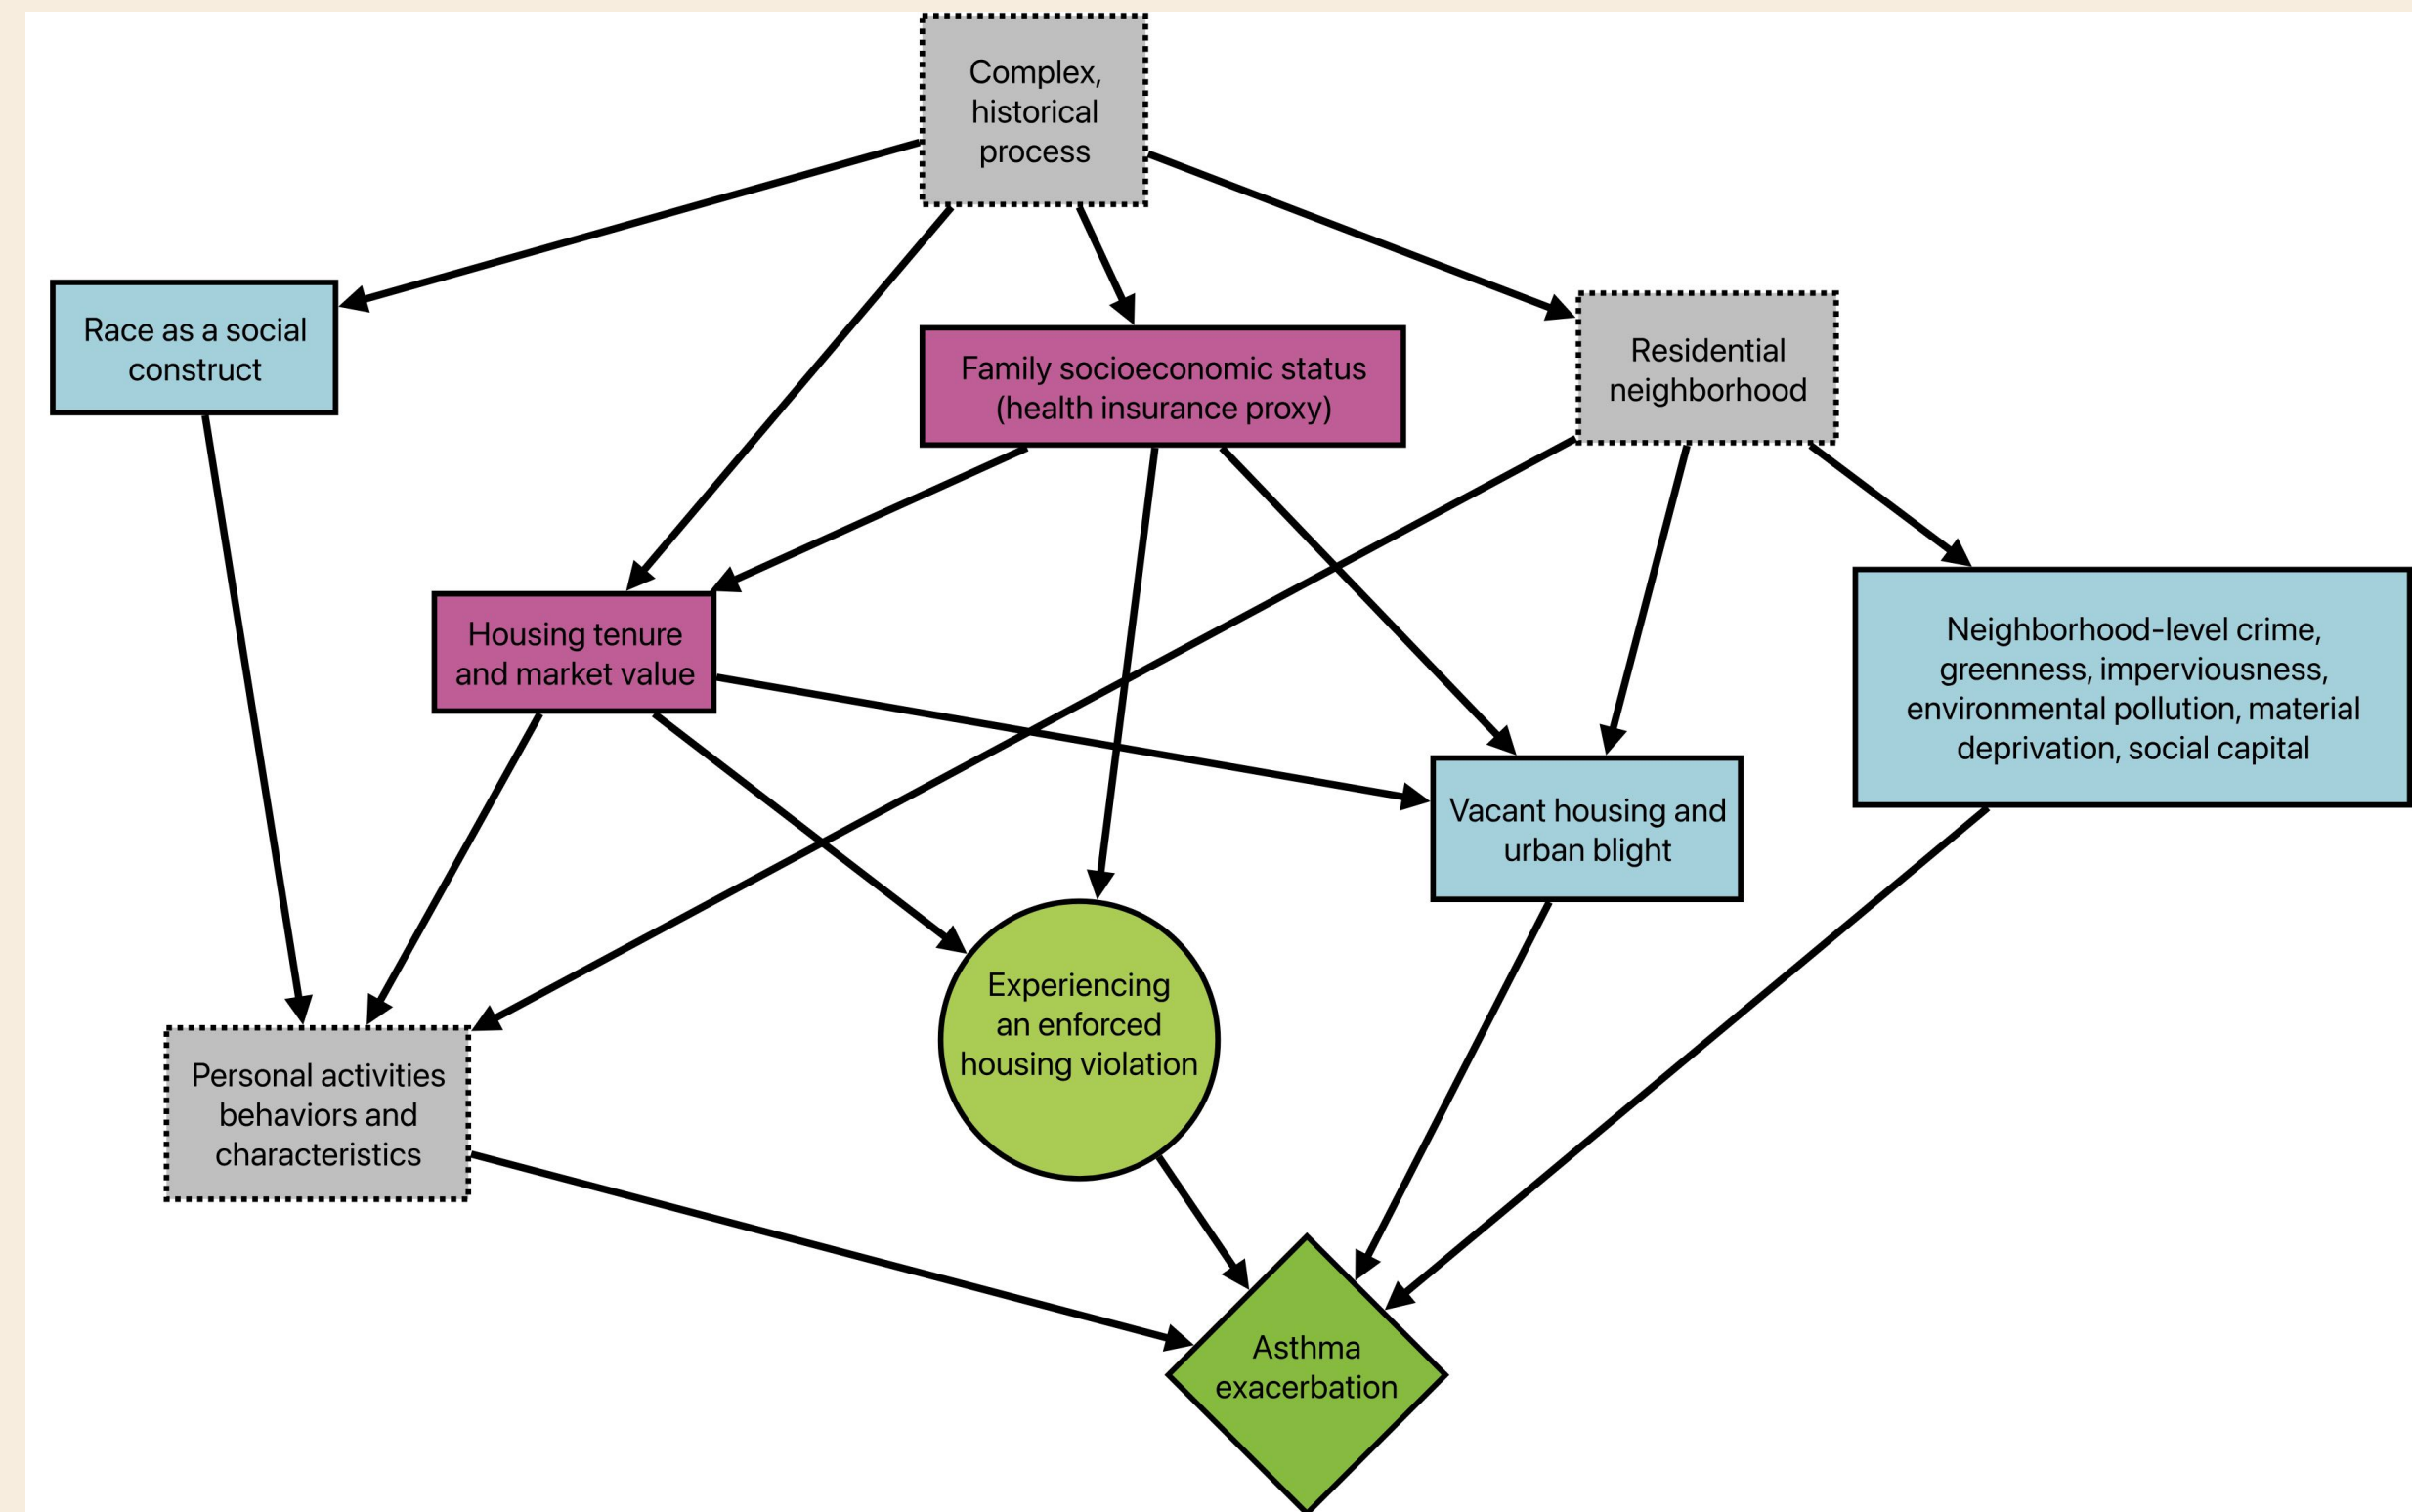 Complex,
historical
process
Race as a social
construct
Family socioeconomic status
(health insurance proxy)
Residential
neighborhood
Housing tenure
and market value
Neighborhood-level crime,
greenness, imperviousness,
environmental pollution, material
deprivation, social capital
Vacant housing and
urban blight
Experiencing
an enforced
housing violation
Personal activities
behaviors and
characteristics
Asthma
exacerbation